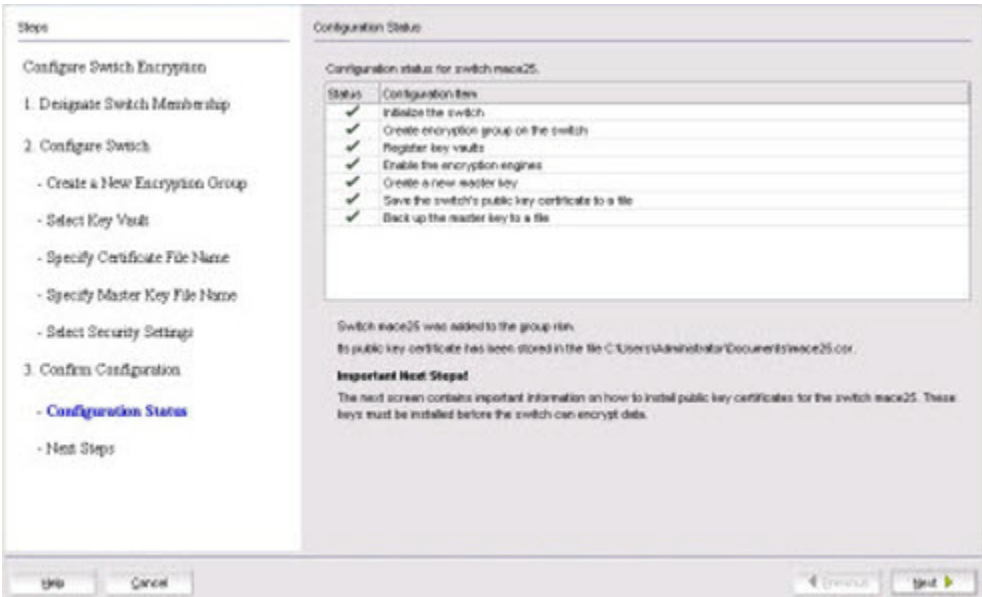 Steps
Configure Switch Encryption
1. Designate Switch Membership
2. Configure Switch
- Create a New Encryption Group
- Select Key Vault
- Specify Certificate File Name
- Specify Master Key File Name
- Select Security Settings
3. Confirm Configuration
- Configuration Status
- Next Steps
Configuration Status
Configuration status for switch mace25.
Status Configuration Item
Initialize the switch
Create encryption group on the switch
Register key vaults
Enable the encryption engines
Create a new master key
Save the switch's public key certificate to a file
Back up the master key to a file
Switch mace25 was added to the group
Its public key certificate has been stored in the file C:\Users\Administrator\Documents\mace25.cer.
Important Next Steps!
The next screen contains important information on how to install public key certificates for the switch mace25. These
keys must be installed before the switch can encrypt data.
Help Cancel Previous Next